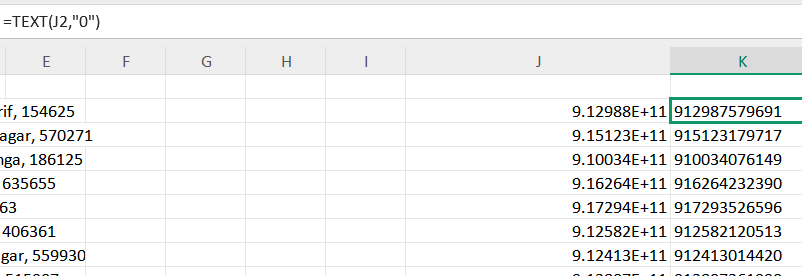 =TEXT(J2,"0")
E F G H I J K
rif, 154625 9.12988E+11 912987579691
agar, 570271 9.15123E+11 915123179717
nga, 186125 9.10034E+11 910034076149
635655 9.16264E+11 916264232390
63 9.17294E+11 917293526596
406361 9.12582E+11 912582120513
gar, 559930 9.12413E+11 912413014420